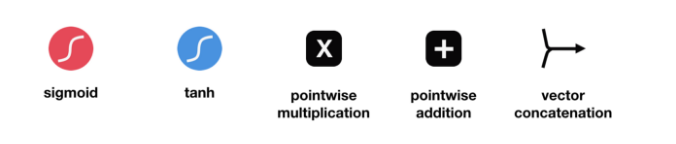 X
+
sigmoid
tanh
pointwise
multiplication
pointwise
addition
vector
concatenation